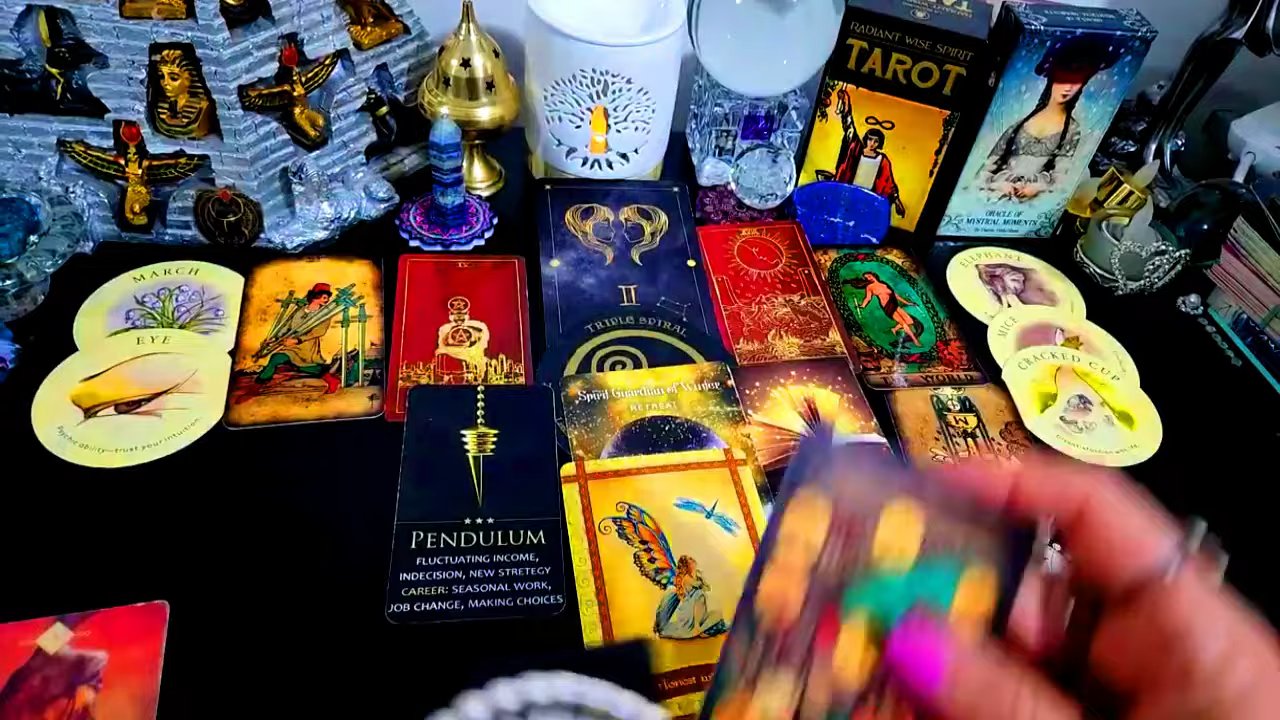 RADIANT WISE SPIRIT
TAROT
ORACLE OF
MYSTICAL MOMENTS
MARCH
EYE
Psychic ability—trust your intuition
II
TRIPLE SPIRAL
ELEPHANT
MICE
CRACKED CUP
Spirit Guardian of Winter
RETREAT
PENDULUM
FLUCTUATING INCOME,
INDECISION, NEW STRETEGY
CAREER: SEASONAL WORK,
JOB CHANGE, MAKING CHOICES